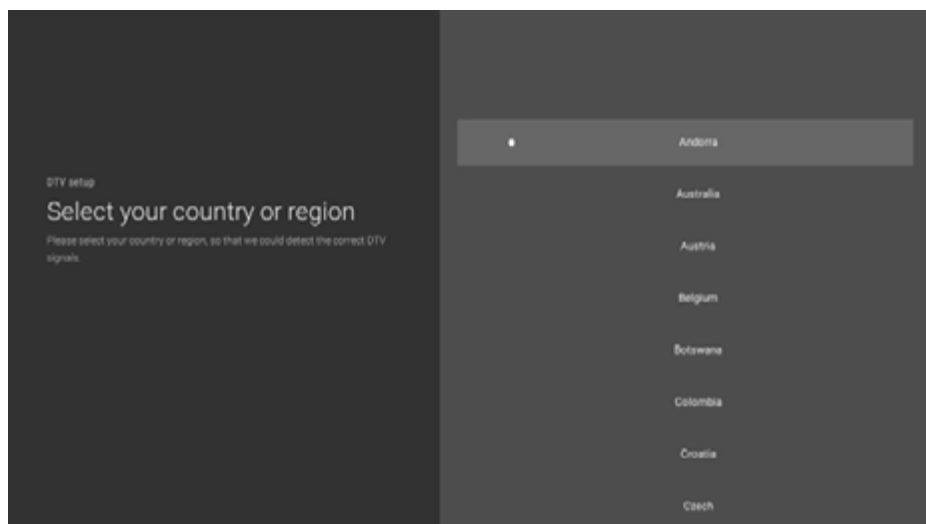 DTV setup
Select your country or region
Please select your country or region, so that we could detect the correct DTV
signals.
Andorra
Australia
Austria
Belgium
Botswana
Colombia
Croatia
Czech